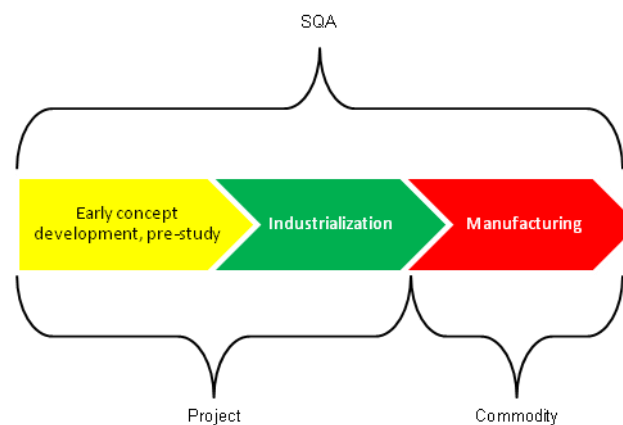 SQA
Early concept
development, pre-study
Industrialization
Manufacturing
Project
Commodity